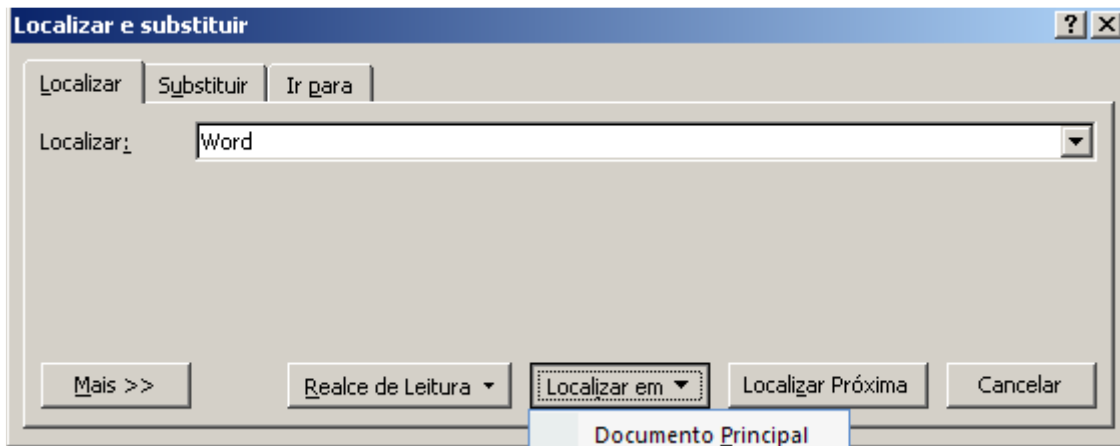 Localizar e substituir
Localizar Substituir Ir para
Localizar: Word
Mais >> Realce de Leitura Localizar em Localizar Próxima Cancelar
Documento Principal